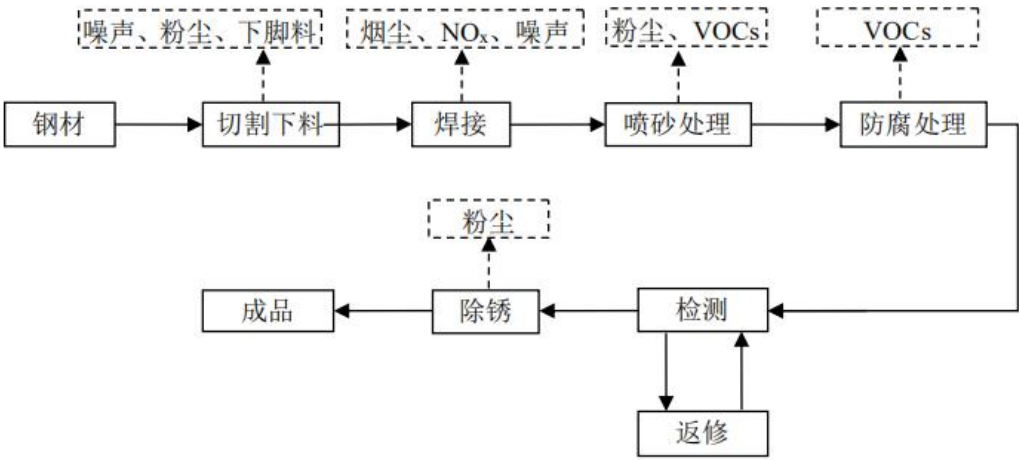 噪声、粉尘、下脚料
烟尘、NOₓ、噪声
粉尘、VOCs
VOCs
钢材
切割下料
焊接
喷砂处理
防腐处理
粉尘
成品
除锈
检测
返修